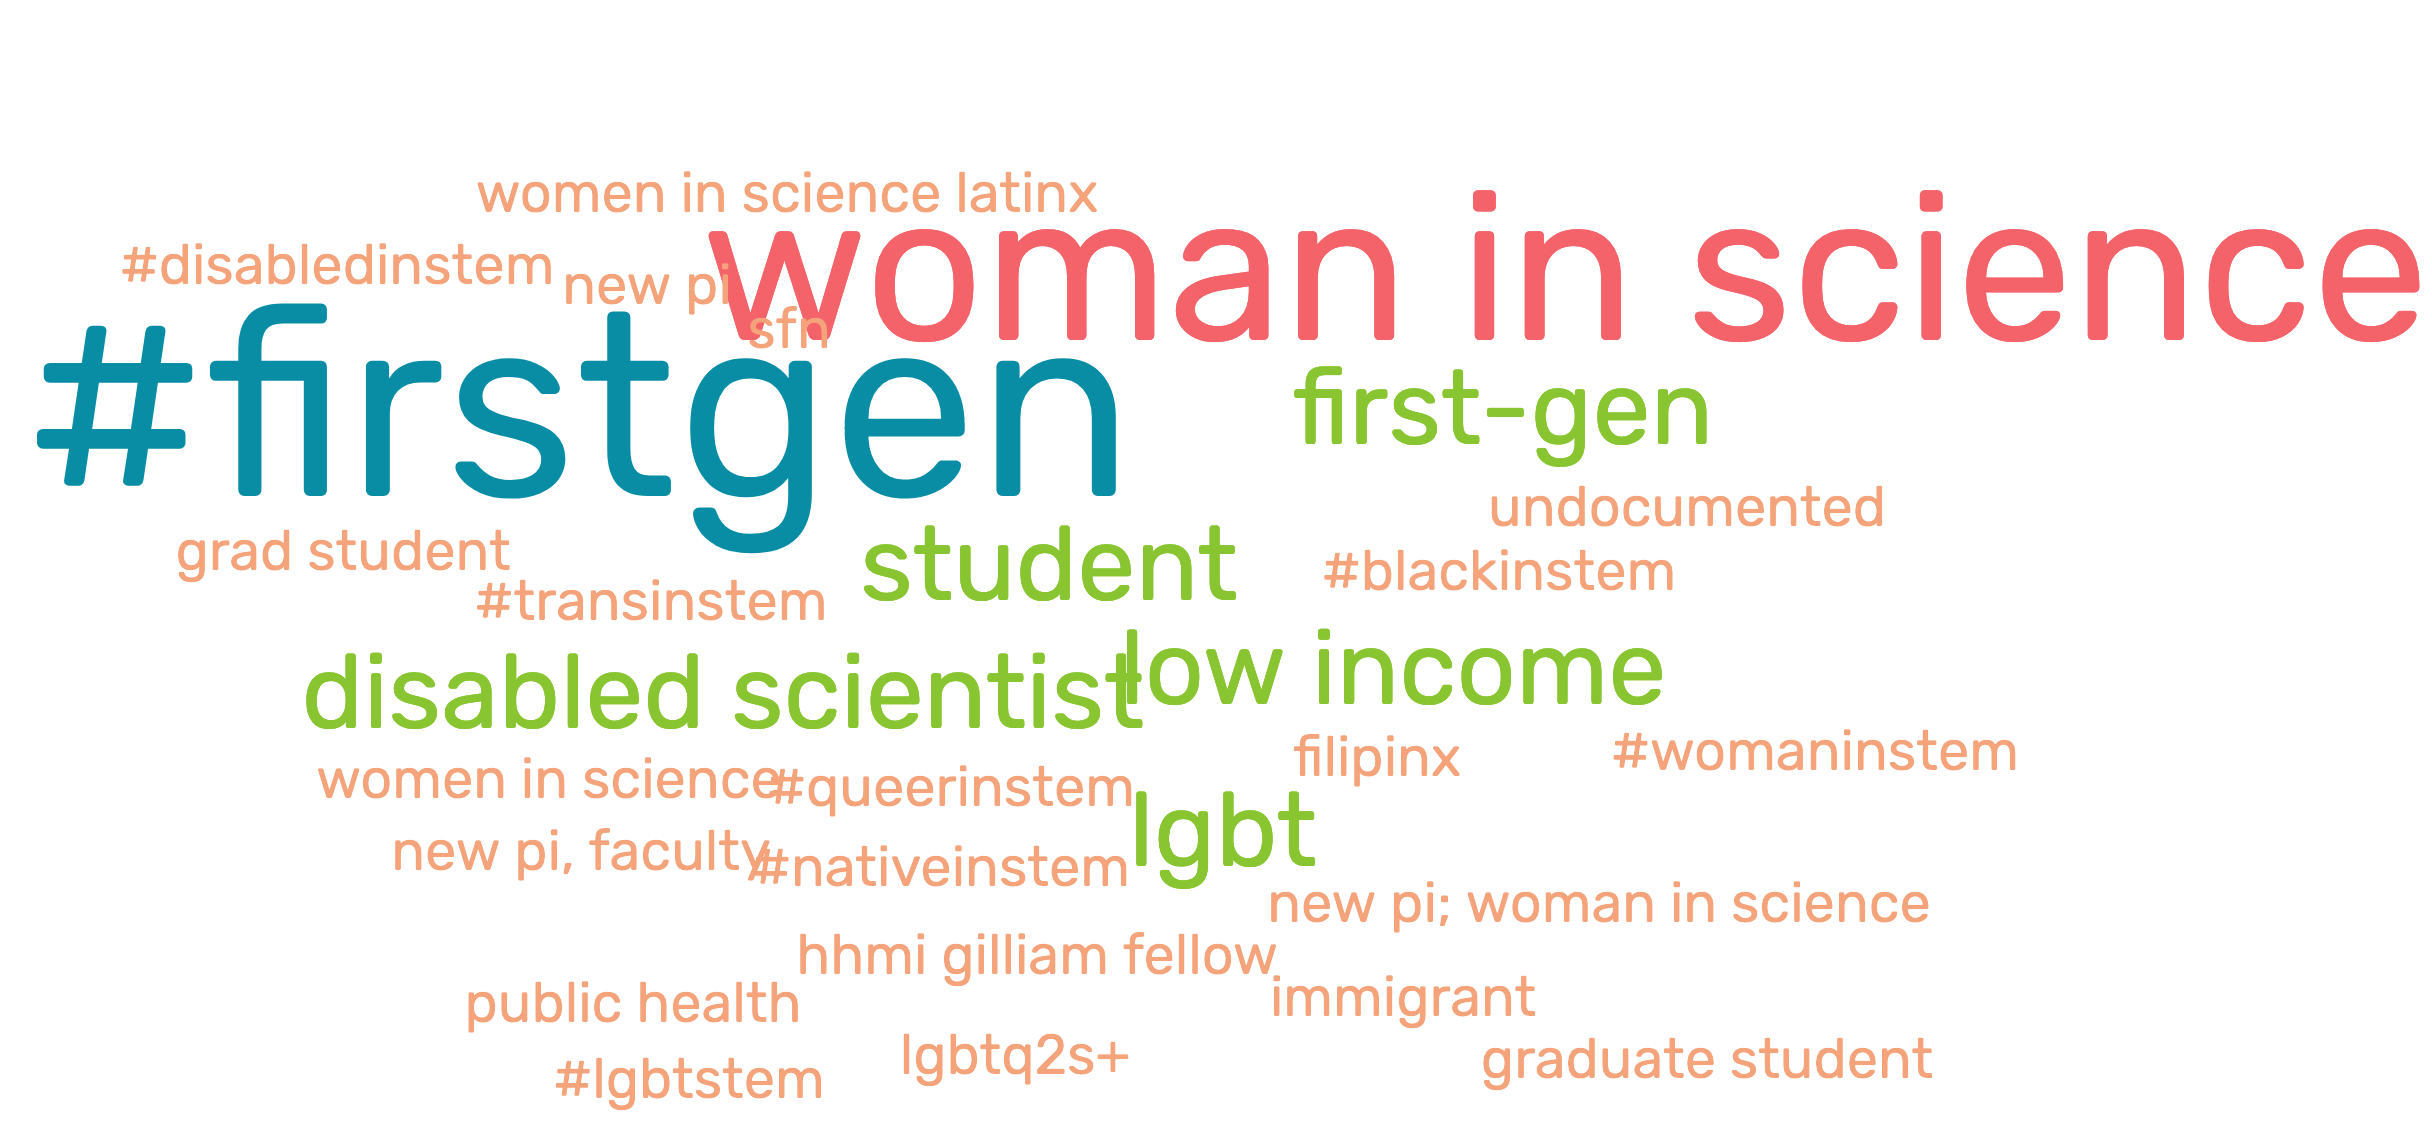 women in science latinx
woman in science
#disabledinstem
new pi
sfn
#firstgen
first-gen
undocumented
grad student
student
#blackinstem
#transinstem
low income
disabled scientist
filipinx
#womaninstem
women in science
#queerinstem
lgbt
new pi, faculty
#nativeinstem
new pi; woman in science
hhmi gilliam fellow
public health
immigrant
lgbtq2s+
graduate student
#lgbtstem